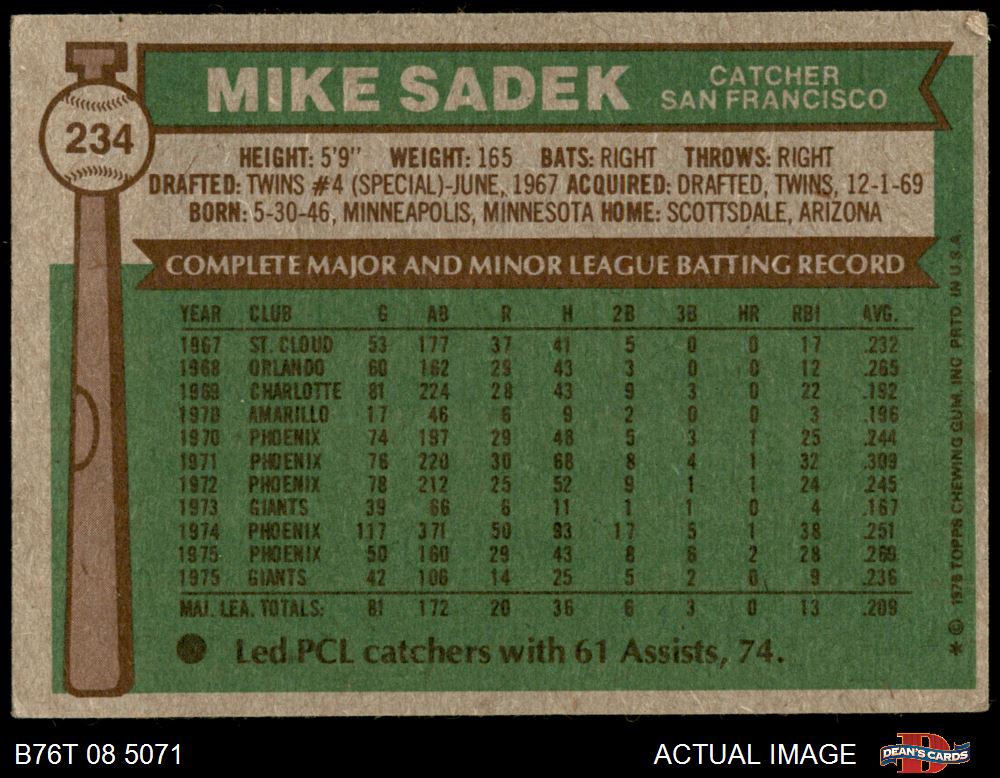 MIKE SADEK
CATCHER
SAN FRANCISCO
234
HEIGHT: 5'9" WEIGHT: 165 BATS: RIGHT THROWS: RIGHT
DRAFTED: TWINS #4 (SPECIAL)-JUNE, 1967 ACQUIRED: DRAFTED, TWINS, 12-1-69
BORN: 5-30-46, MINNEAPOLIS, MINNESOTA HOME: SCOTTSDALE, ARIZONA
COMPLETE MAJOR AND MINOR LEAGUE BATTING RECORD
YEAR CLUB G AB R H 2B 3B HR RBI AVG.
1967 ST. CLOUD 53 177 37 41 5 0 0 17 .232
1968 ORLANDO 60 162 29 43 3 0 0 12 .265
1969 CHARLOTTE 81 224 28 43 9 3 0 22 .192
1970 AMARILLO 17 46 6 9 2 0 0 3 .196
1970 PHOENIX 74 197 29 48 5 3 1 25 .244
1971 PHOENIX 76 220 30 68 8 4 1 32 .309
1972 PHOENIX 78 212 25 52 9 1 1 24 .245
1973 GIANTS 39 66 6 11 1 1 0 4 .167
1974 PHOENIX 117 371 50 93 17 5 1 38 .251
1975 PHOENIX 50 160 29 43 8 6 2 28 .269
1975 GIANTS 42 106 14 25 5 2 0 9 .236
MAJ. LEA. TOTALS: 81 172 20 36 6 3 0 13 .209
Led PCL catchers with 61 Assists, 74.
* © 1976 TOPPS CHEWING GUM, INC. PRTD IN U.S.A.
B76T 08 5071
ACTUAL IMAGE
DEAN'S CARDS